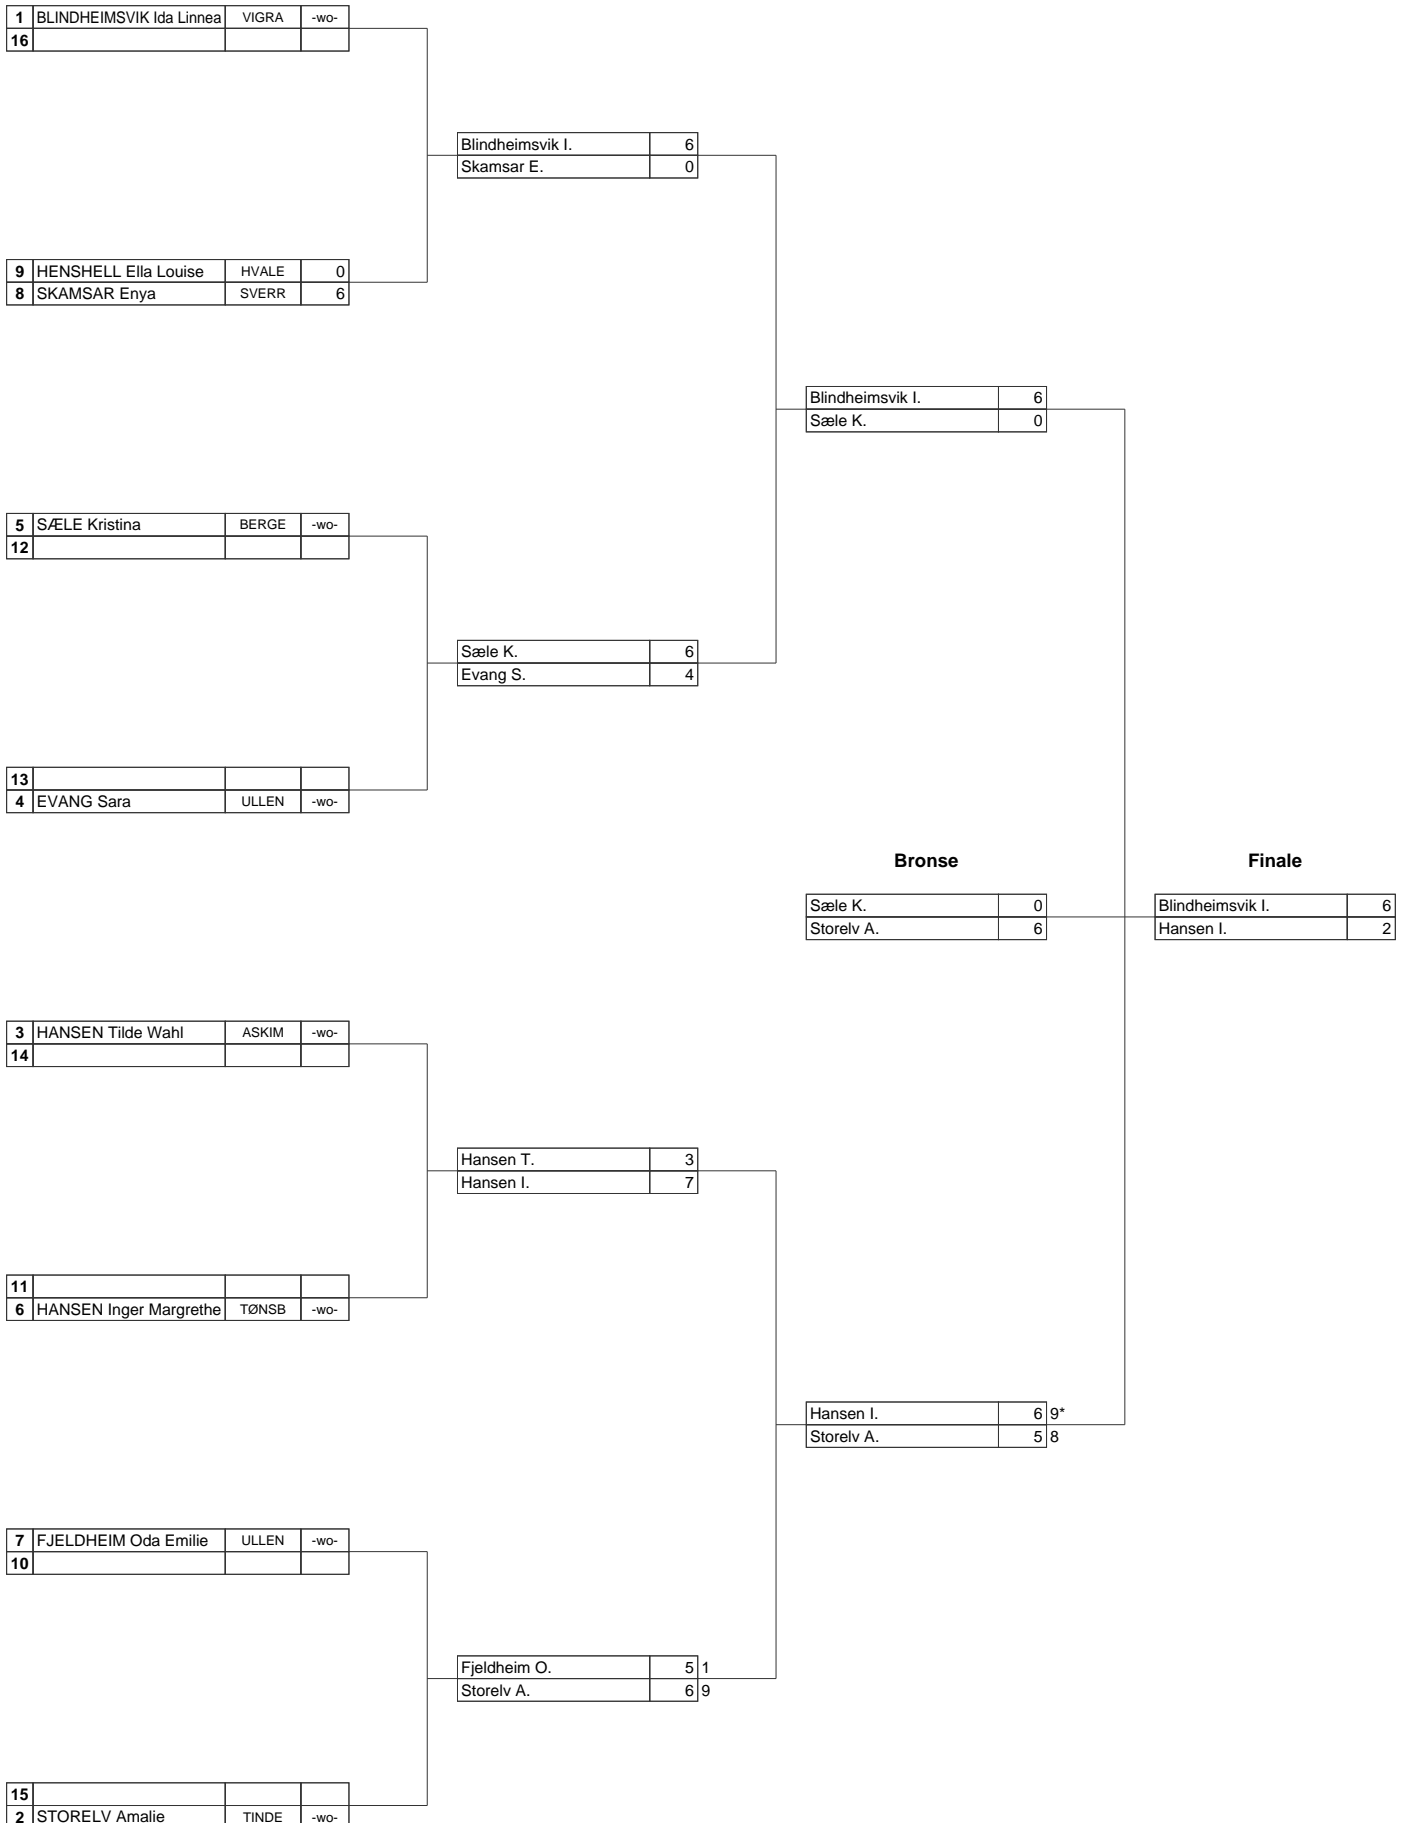 1 BLINDHEIMSVIK Ida Linnea VIGRA -wo-
16
Blindheimsvik I. 6
Skamsar E. 0
9 HENSHELL Ella Louise HVALE 0
8 SKAMSAR Enya SVERR 6
Blindheimsvik I. 6
Sæle K. 0
5 SÆLE Kristina BERGE -wo-
12
Sæle K. 6
Evang S. 4
13
4 EVANG Sara ULLEN -wo-
Bronse Finale
Sæle K. 0 Blindheimsvik I. 6
Storelv A. 6 Hansen I. 2
3 HANSEN Tilde Wahl ASKIM -wo-
14
Hansen T. 3
Hansen I. 7
11
6 HANSEN Inger Margrethe TØNSB -wo-
Hansen I. 6 9*
Storelv A. 5 8
7 FJELDHEIM Oda Emilie ULLEN -wo-
10
Fjeldheim O. 5 1
Storelv A. 6 9
15
2 STORELV Amalie TINDE -wo-